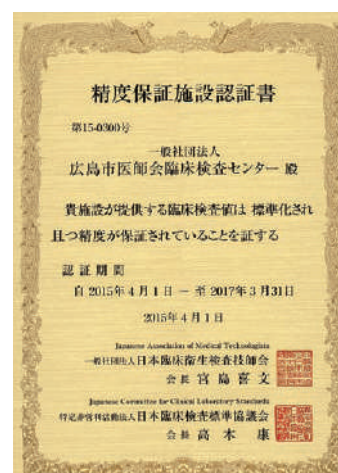 精度保証施設認証書
第15-0300号
一般社団法人
広島市医師会臨床検査センター 殿
貴施設が提供する臨床検査値は 標準化され
且つ精度が保証されていることを証する
認証期間
自 2015年4月1日 － 至 2017年3月31日
2015年4月1日
Japanese Association of Medical Technologists
一般社団法人日本臨床衛生検査技師会
会長 宮島喜文
Japanese Committee for Clinical Laboratory Standards
特定非営利活動法人日本臨床検査標準協議会
会長 高木 康